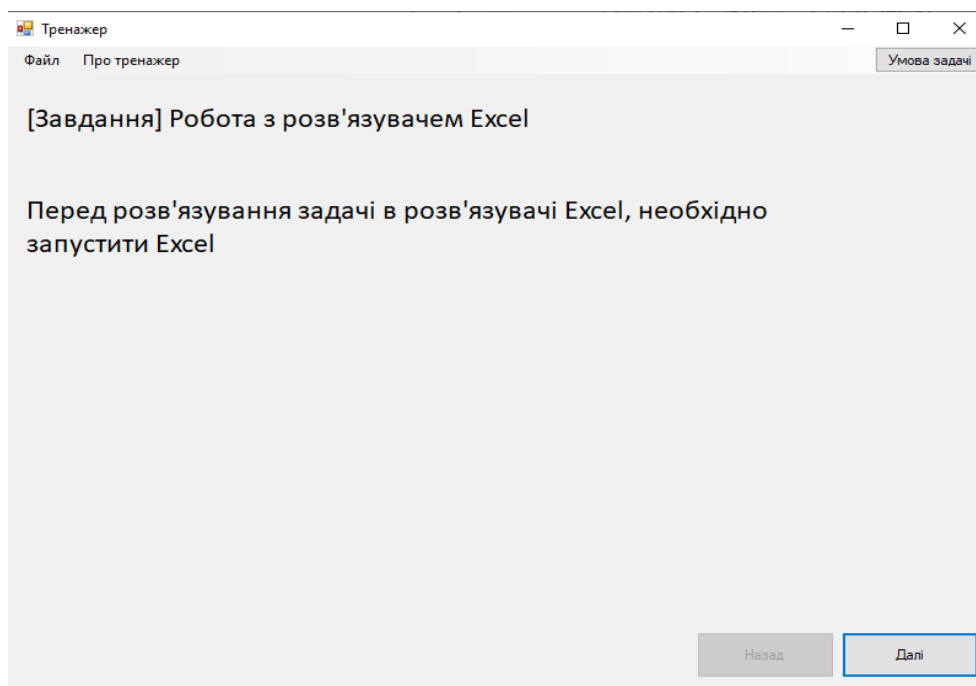 Тренажер
Файл Про тренажер Умова задачі
[Завдання] Робота з розв'язувачем Excel
Перед розв'язування задачі в розв'язувачі Excel, необхідно
запустити Excel
Назад Далі